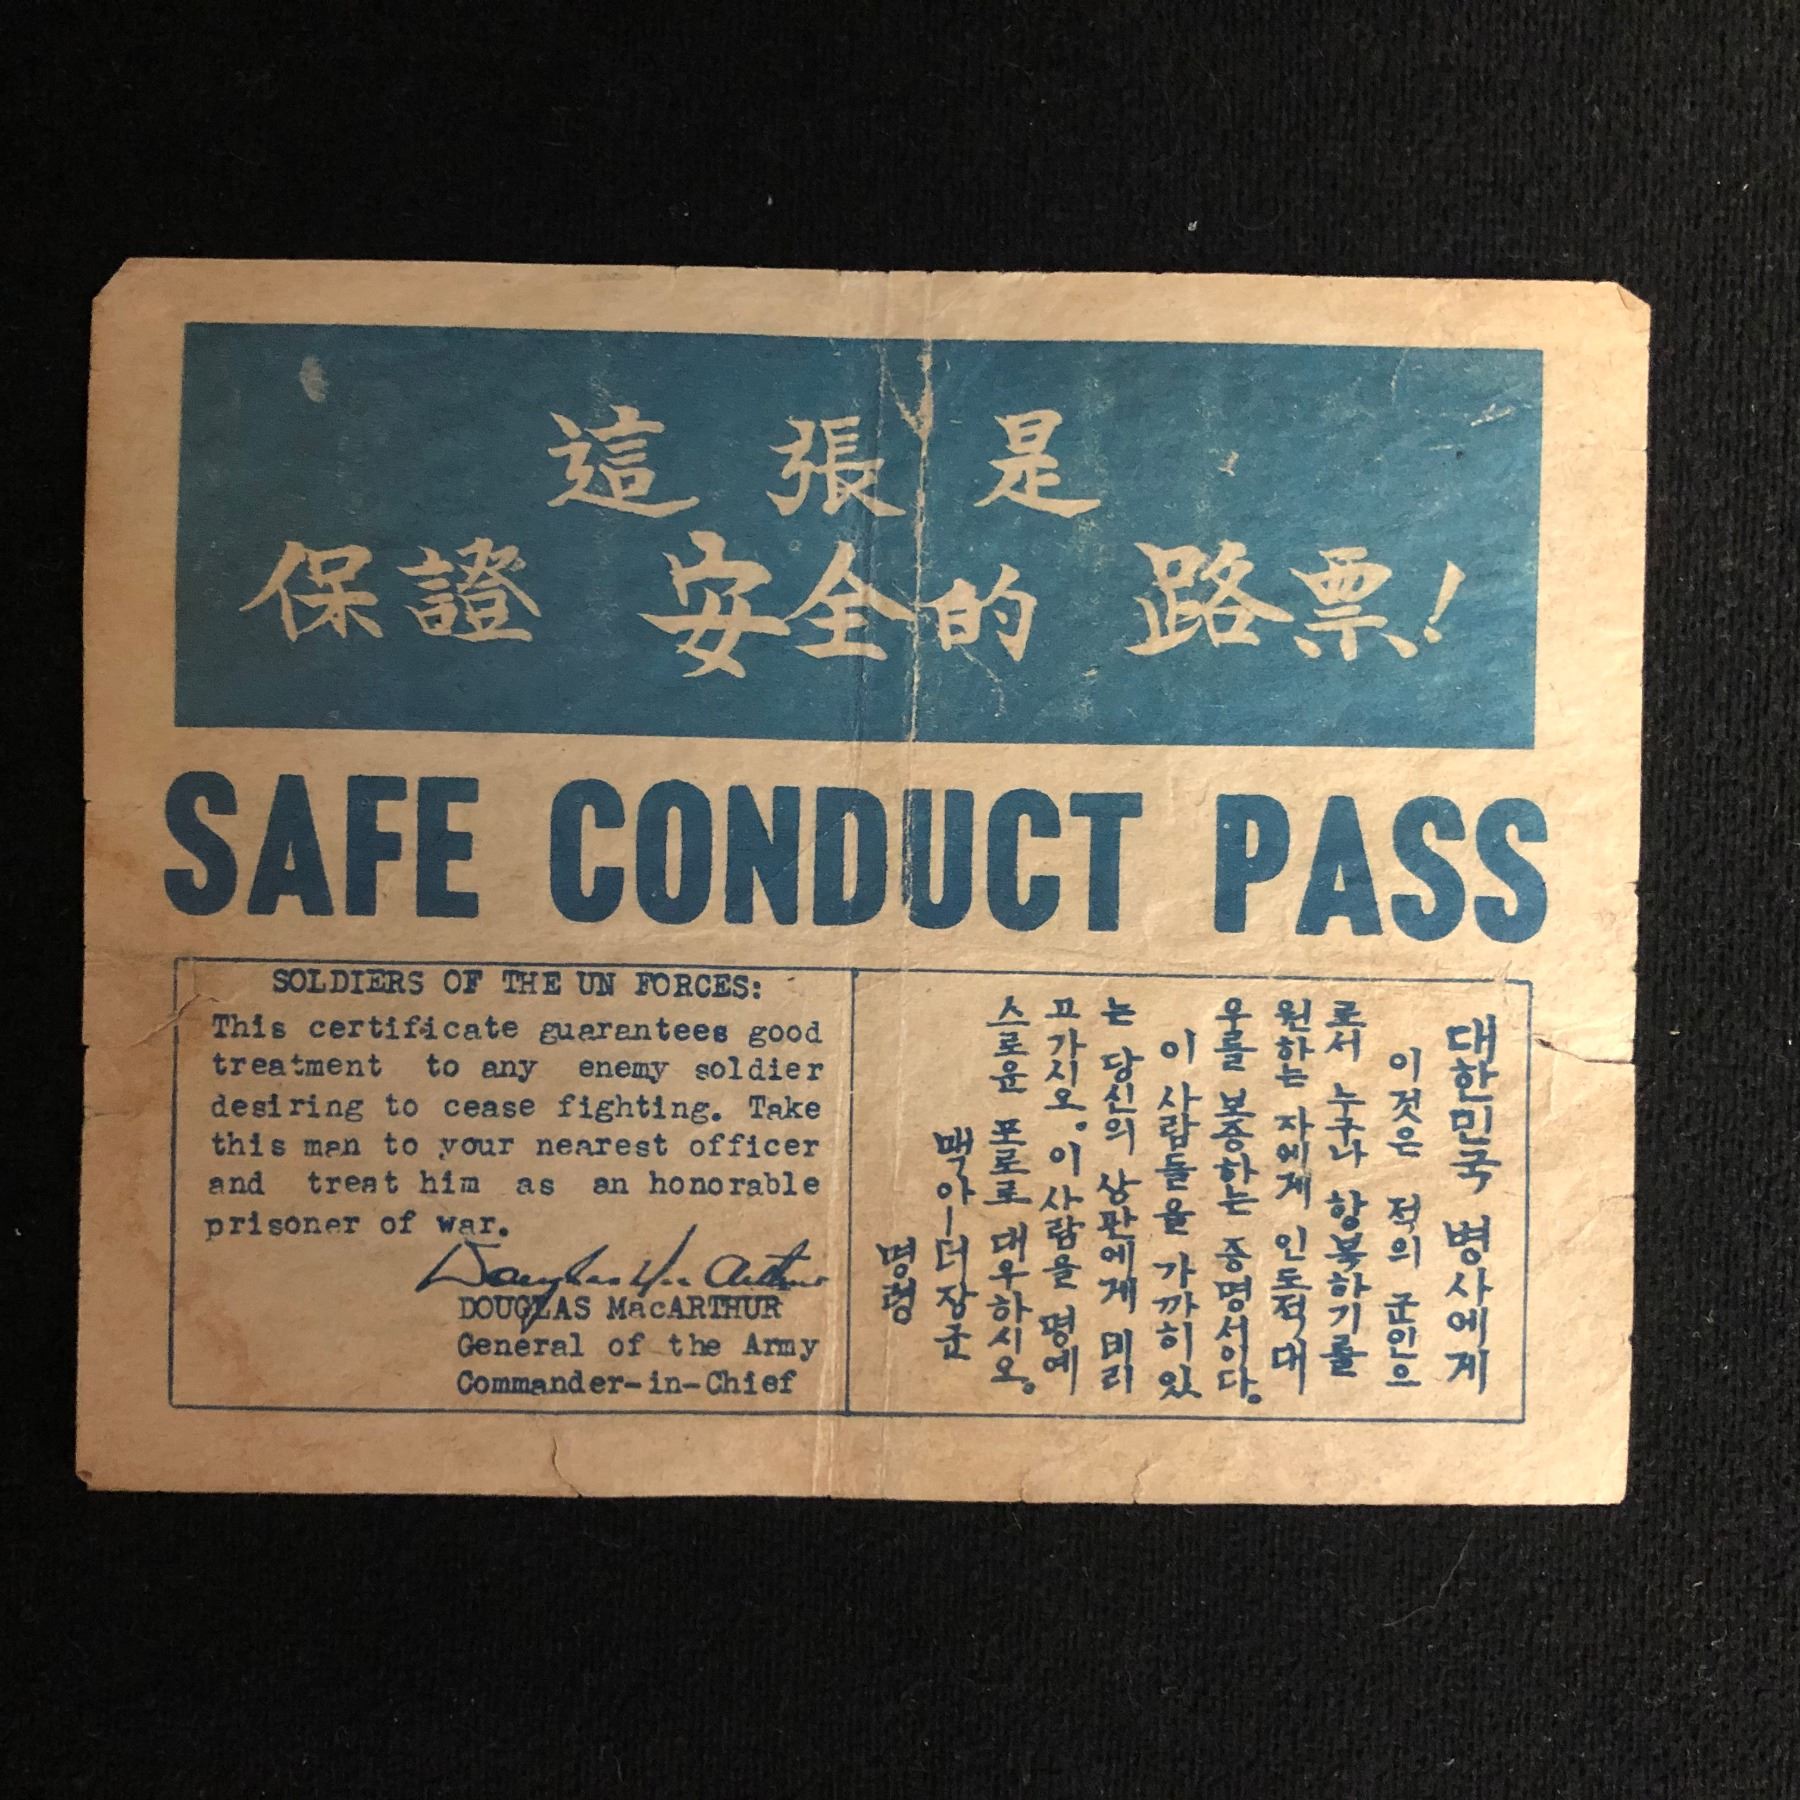 這 張 是
保證 安全的 路票!
SAFE CONDUCT PASS
SOLDIERS OF THE UN FORCES:
This certificate guarantees good
treatment to any enemy soldier
desiring to cease fighting. Take
this man to your nearest officer
and treat him as an honorable
prisoner of war.
Douglas MacArthur
DOUGLAS MacARTHUR
General of the Army
Commander-in-Chief
대한민국 병사에게
이것은 적의 군인으
로서 누구나 항복하기를
원하는 자에게 인도적 대
우를 보증하는 증명서이다。
이 사람들을 가까히 있
는 당신의 상관에게 데리
고 가시오。이 사람을 명예
스로운 포로로 대우하시오。
맥아―더 장군
명령